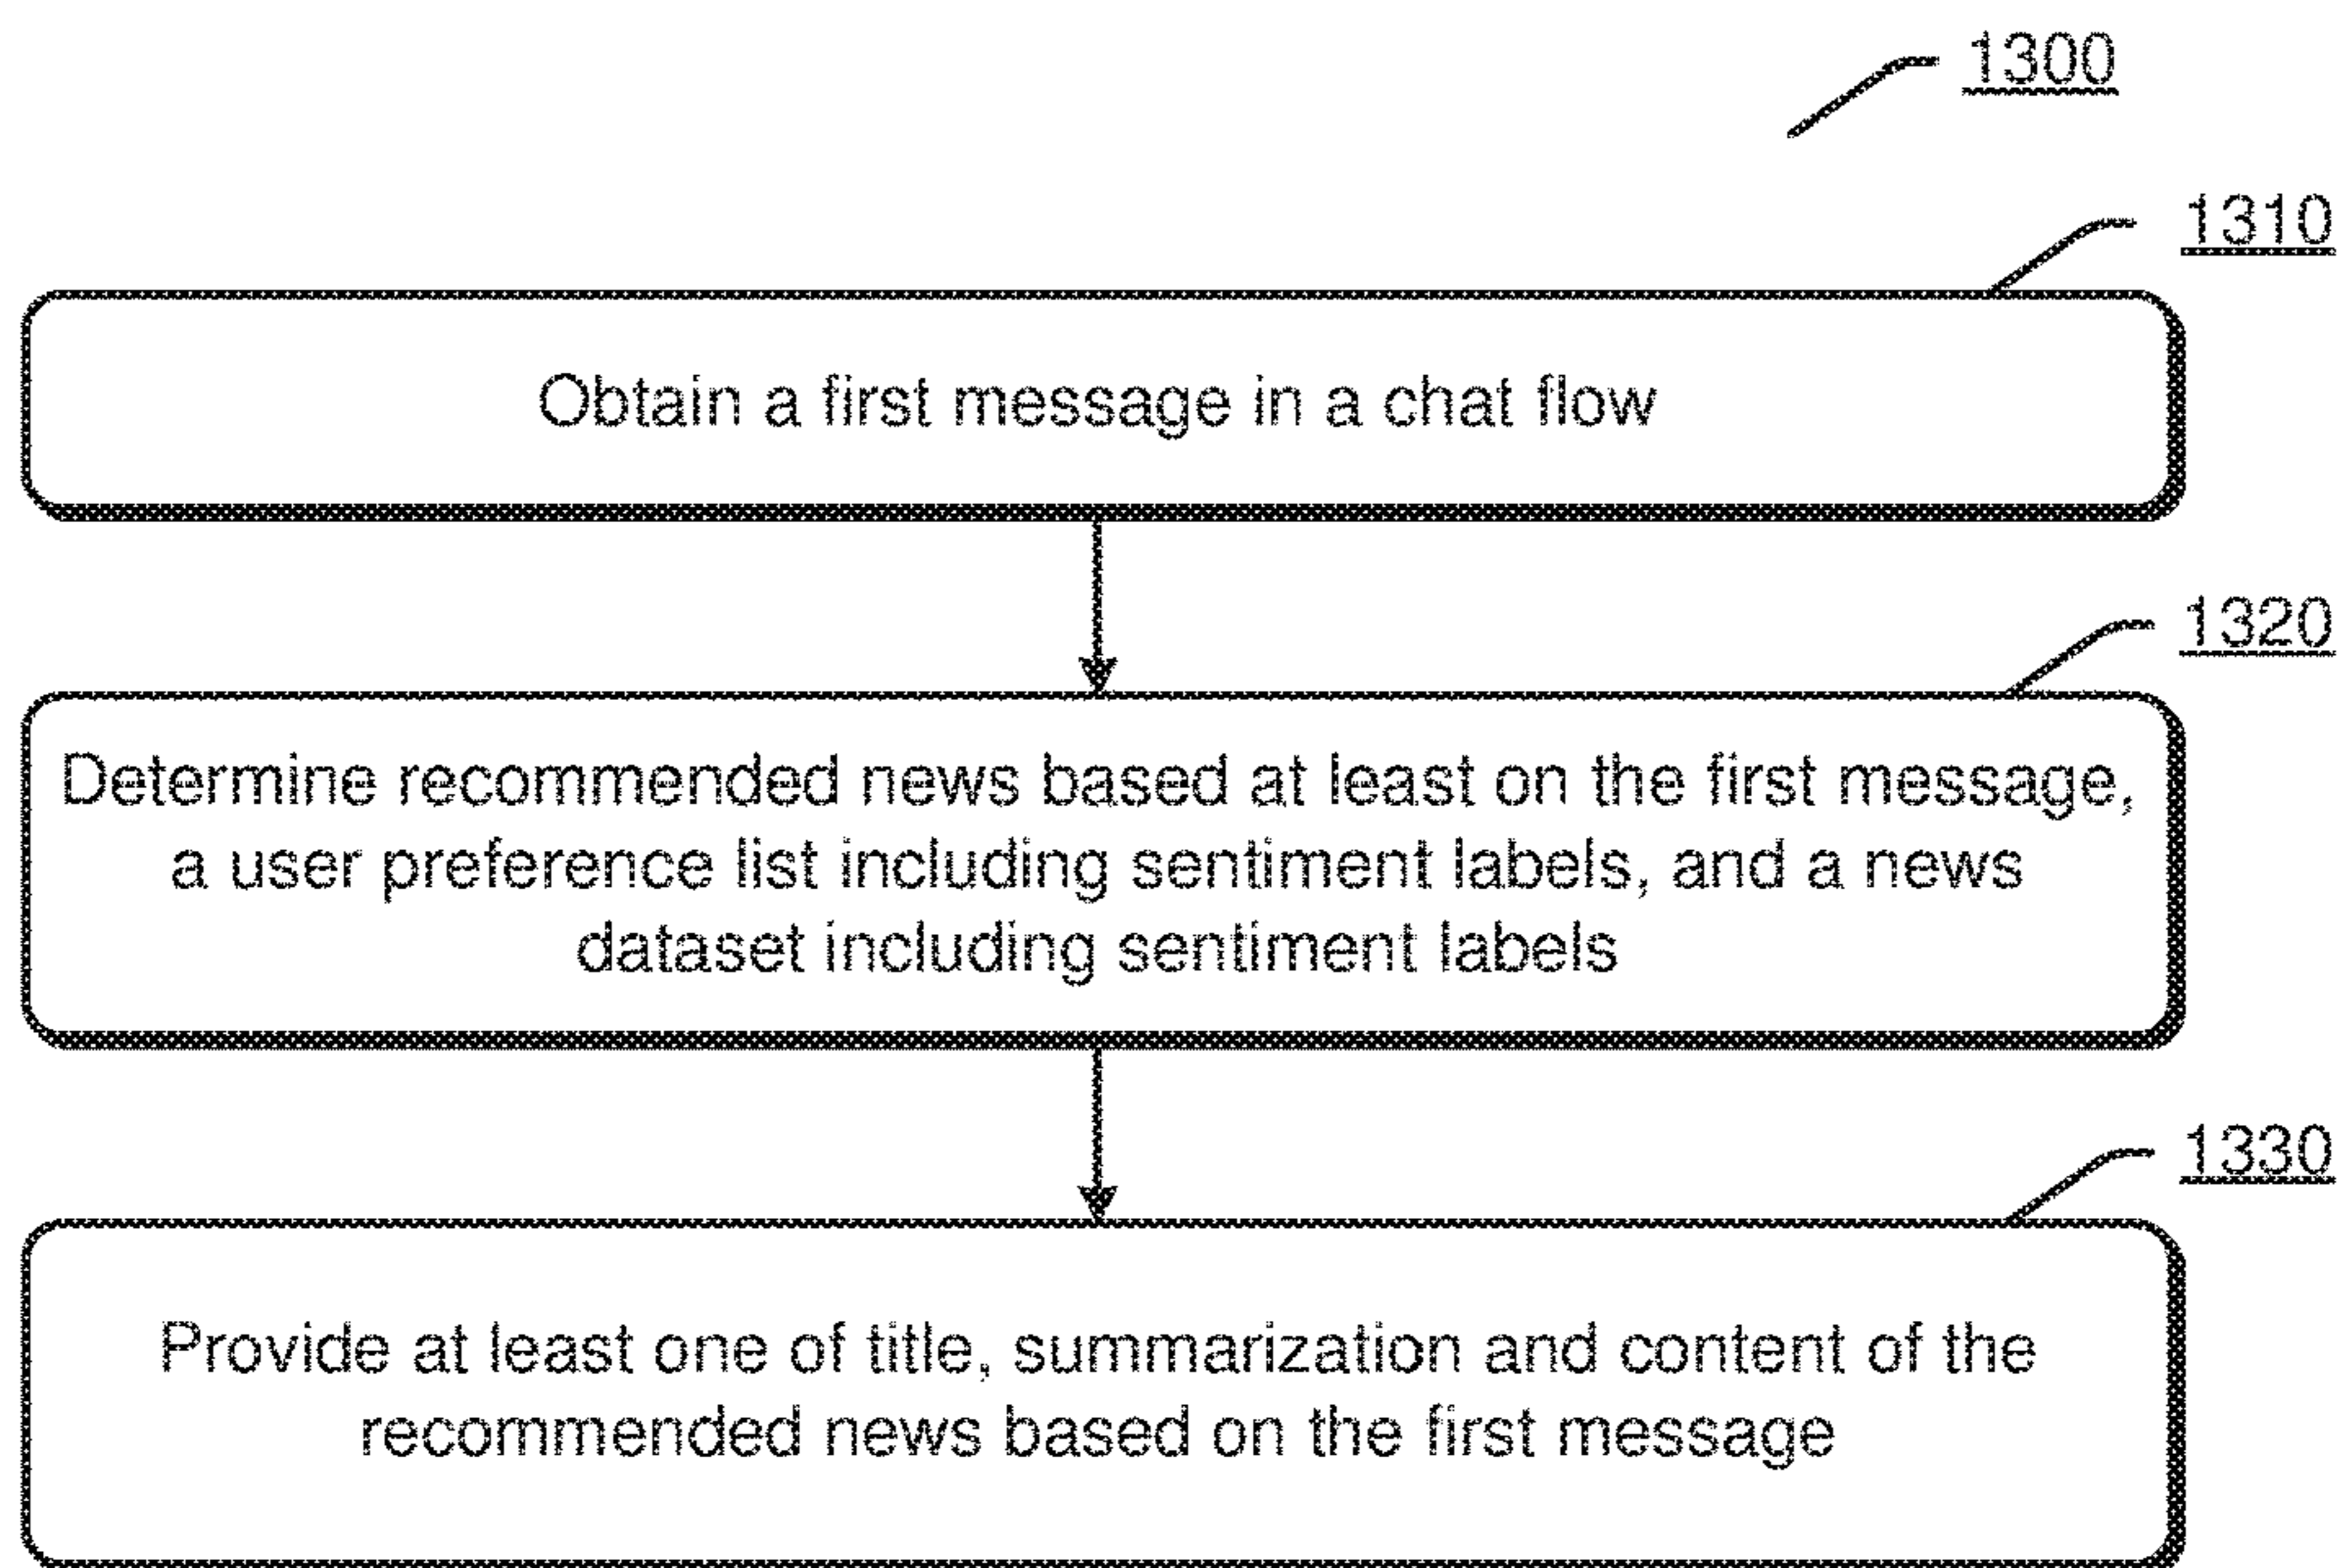 1300
1310
Obtain a first message in a chat flow
1320
Determine recommended news based at least on the first message,
a user preference list including sentiment labels, and a news
dataset including sentiment labels
1330
Provide at least one of title, summarization and content of the
recommended news based on the first message